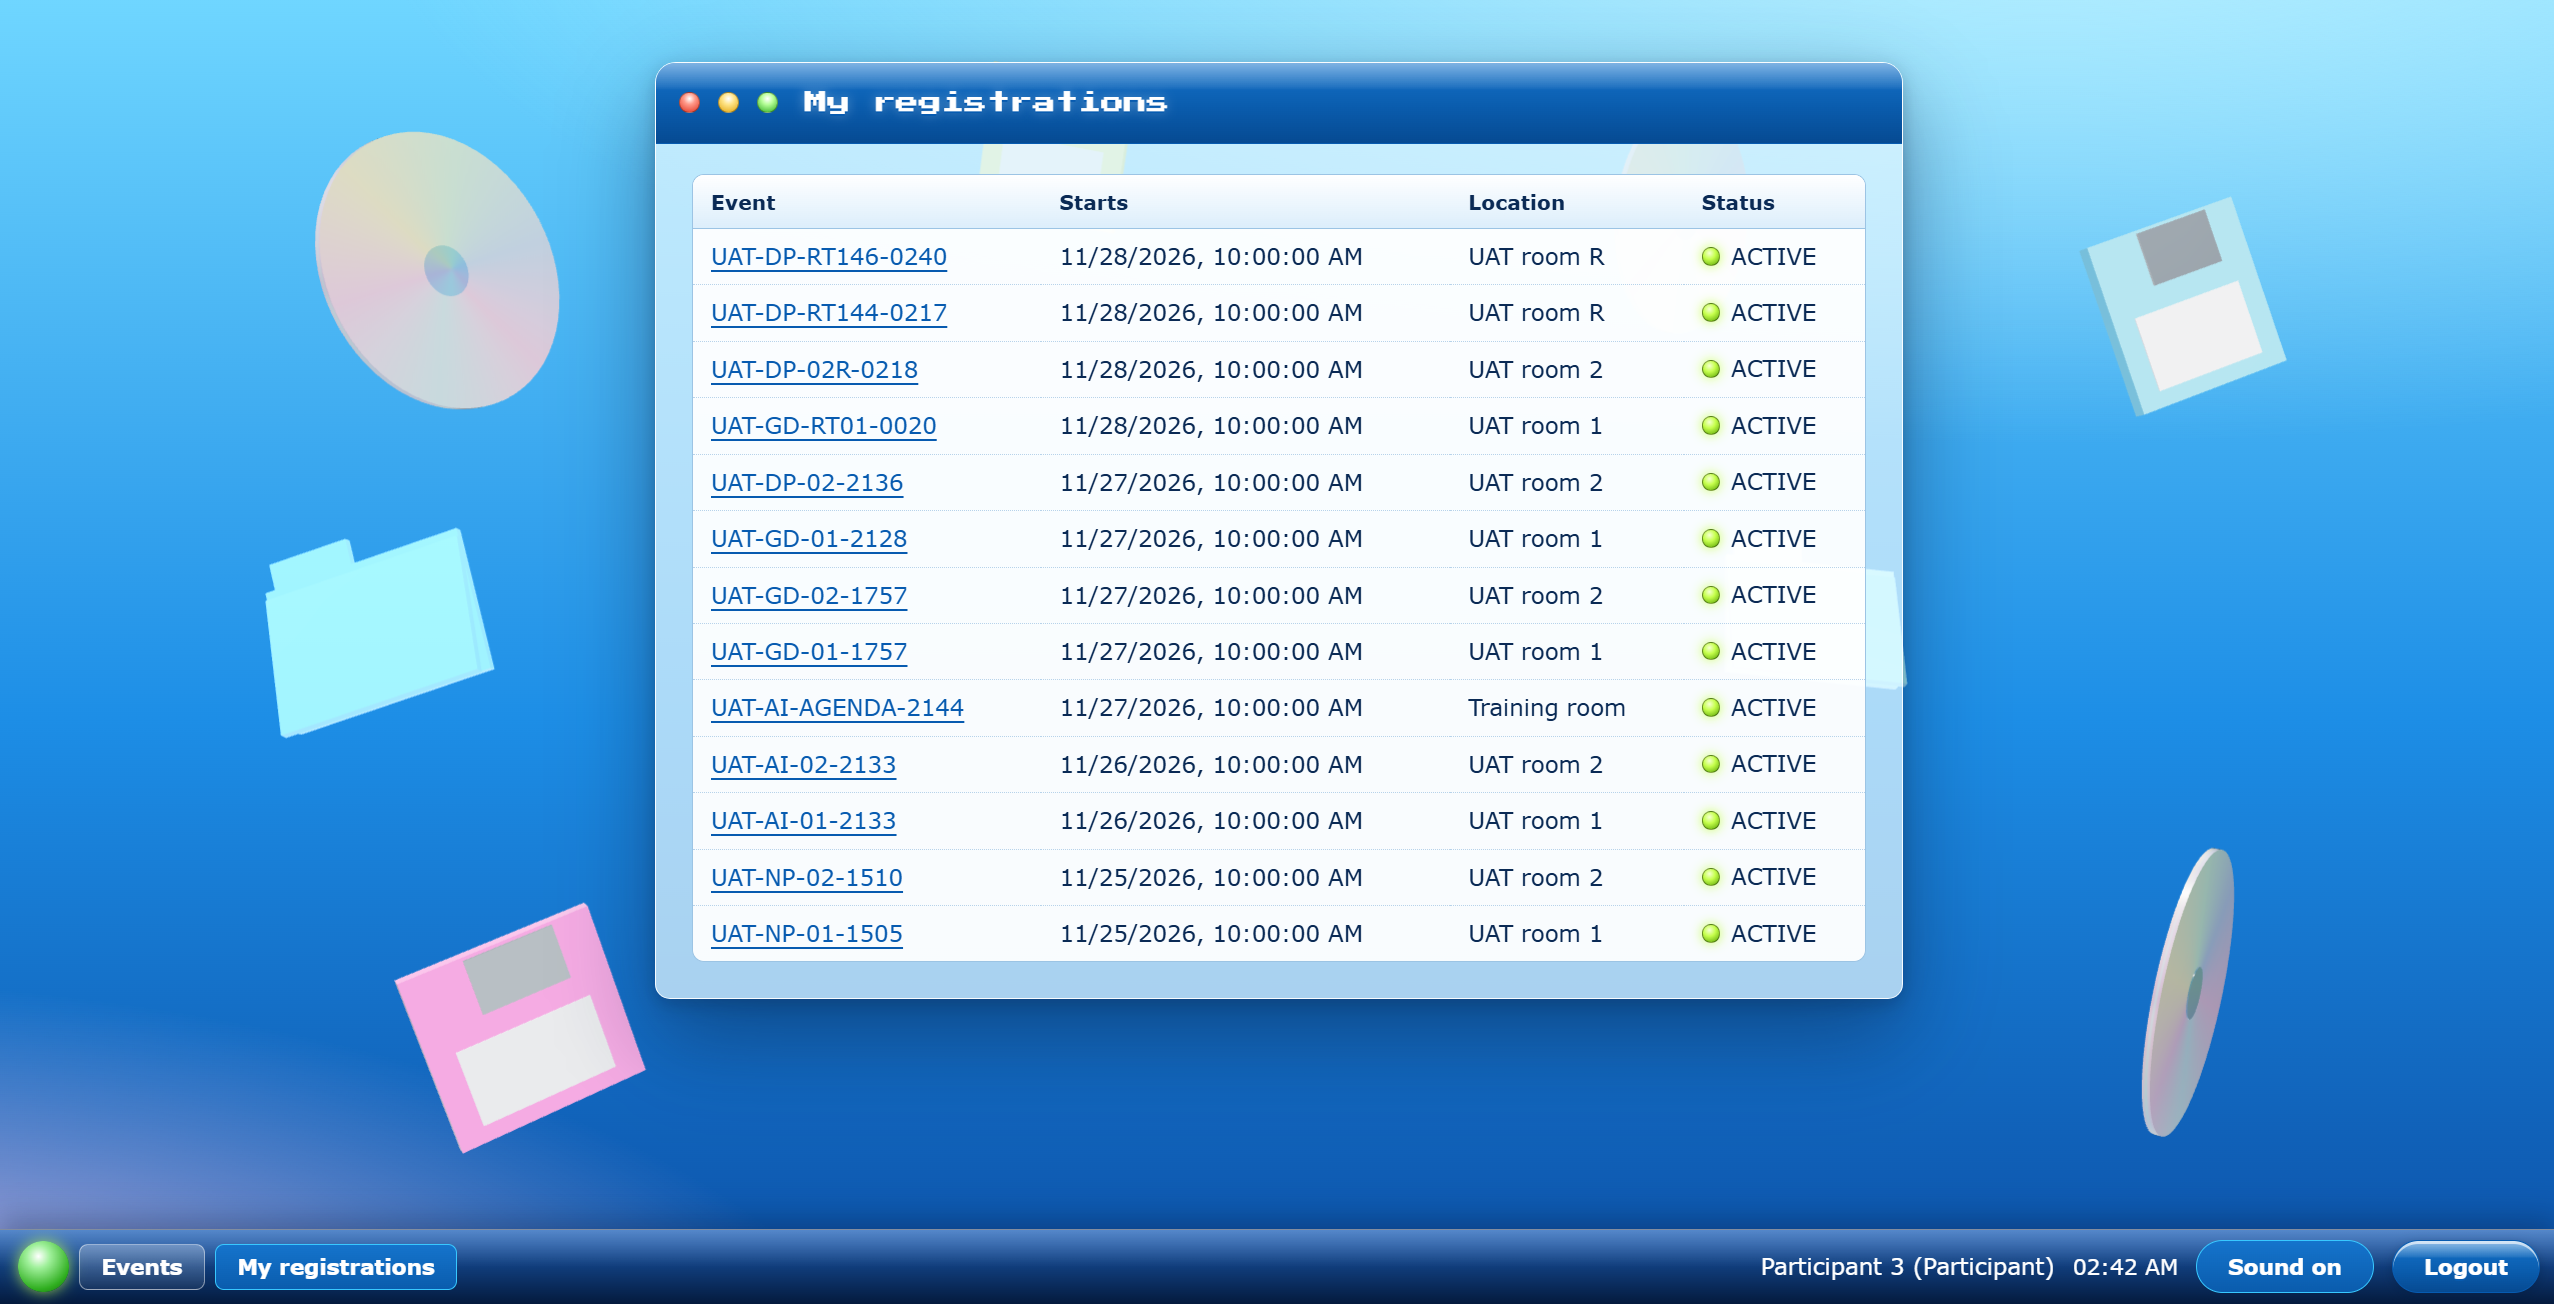 My registrations
Event Starts Location Status
UAT-DP-RT146-0240 11/28/2026, 10:00:00 AM UAT room R ACTIVE
UAT-DP-RT144-0217 11/28/2026, 10:00:00 AM UAT room R ACTIVE
UAT-DP-02R-0218 11/28/2026, 10:00:00 AM UAT room 2 ACTIVE
UAT-GD-RT01-0020 11/28/2026, 10:00:00 AM UAT room 1 ACTIVE
UAT-DP-02-2136 11/27/2026, 10:00:00 AM UAT room 2 ACTIVE
UAT-GD-01-2128 11/27/2026, 10:00:00 AM UAT room 1 ACTIVE
UAT-GD-02-1757 11/27/2026, 10:00:00 AM UAT room 2 ACTIVE
UAT-GD-01-1757 11/27/2026, 10:00:00 AM UAT room 1 ACTIVE
UAT-AI-AGENDA-2144 11/27/2026, 10:00:00 AM Training room ACTIVE
UAT-AI-02-2133 11/26/2026, 10:00:00 AM UAT room 2 ACTIVE
UAT-AI-01-2133 11/26/2026, 10:00:00 AM UAT room 1 ACTIVE
UAT-NP-02-1510 11/25/2026, 10:00:00 AM UAT room 2 ACTIVE
UAT-NP-01-1505 11/25/2026, 10:00:00 AM UAT room 1 ACTIVE
Events My registrations Participant 3 (Participant) 02:42 AM Sound on Logout